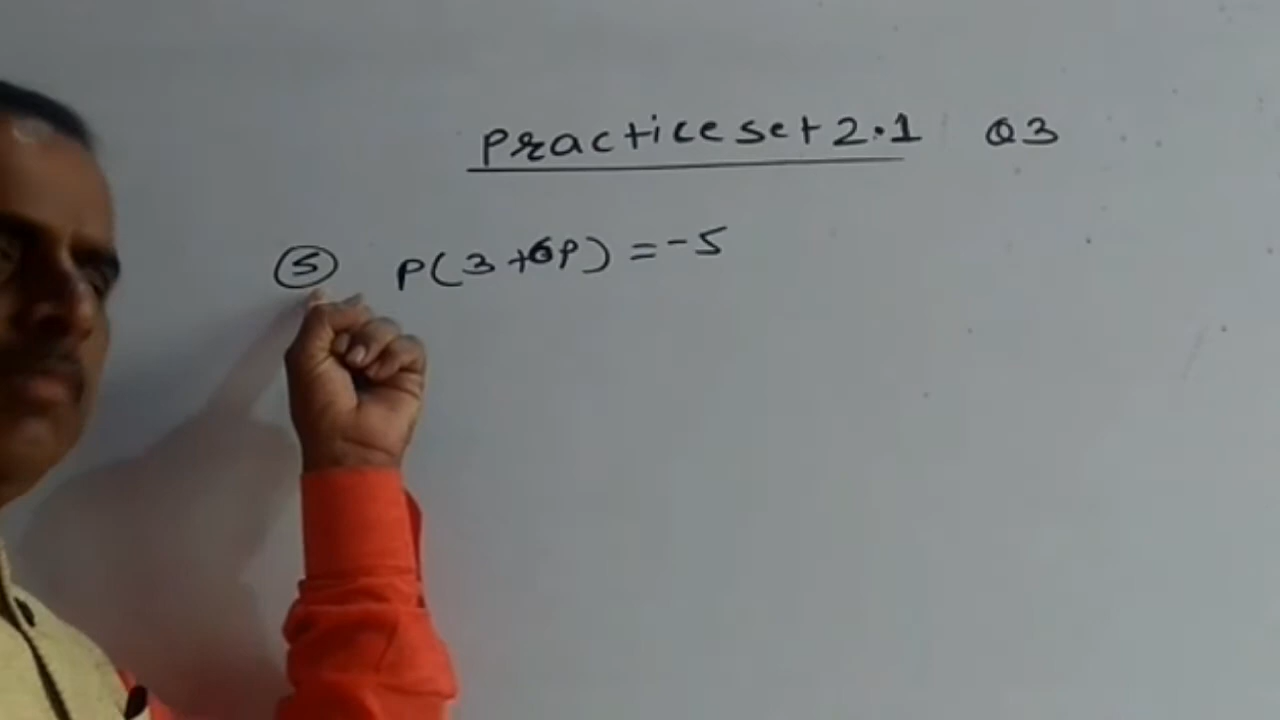 Practice set 2.1 Q3
5 P(3+6P) = -5